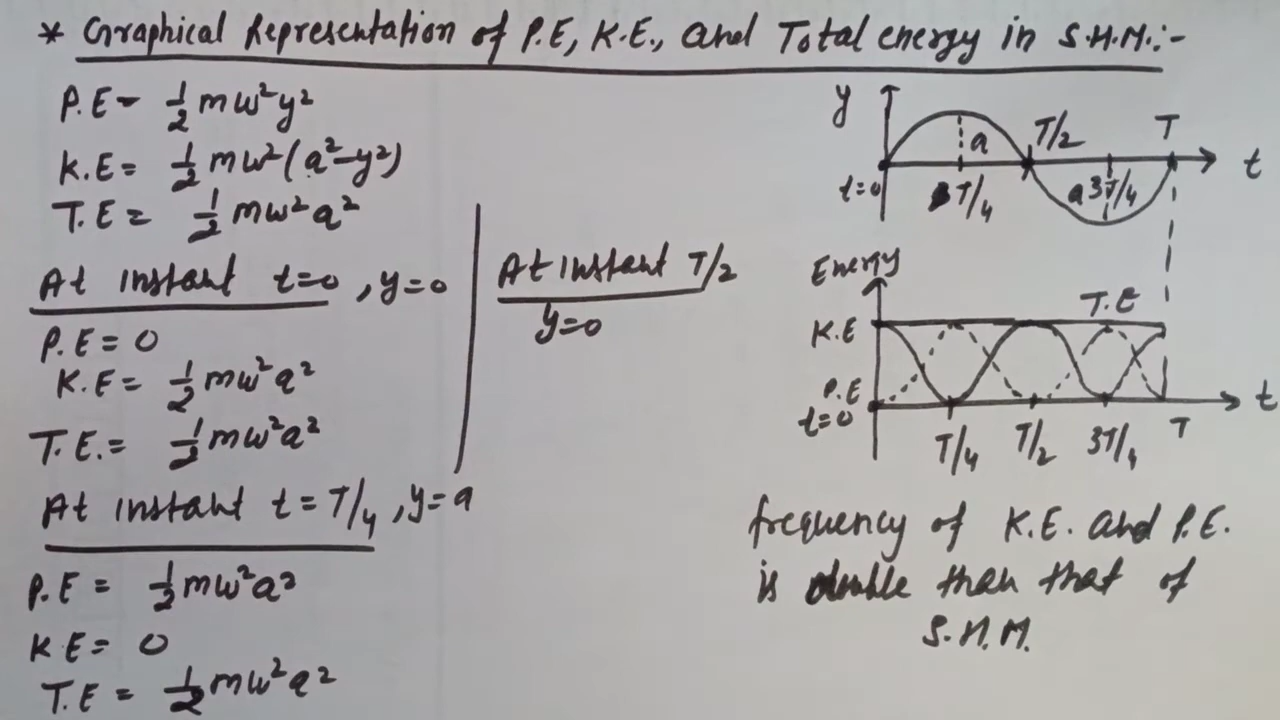 * Graphical Representation of P.E, K.E., and Total energy in S.H.M.:-
P.E = ½ mω²y²
K.E = ½ mω²(a²-y²)
T.E = ½ mω²a²
At instant t=0, y=0
P.E = 0
K.E = ½ mω²a²
T.E. = ½ mω²a²
At instant t = T/4, y=a
P.E = ½ mω²a²
K.E = 0
T.E = ½ mω²a²
At instant T/2
y=0
y
a
T/2
T
t
t=0
T/4
a 3T/4
Energy
T.E
K.E
P.E
t=0
T/4 T/2 3T/4 T
t
frequency of K.E. and P.E.
is double than that of
S.H.M.